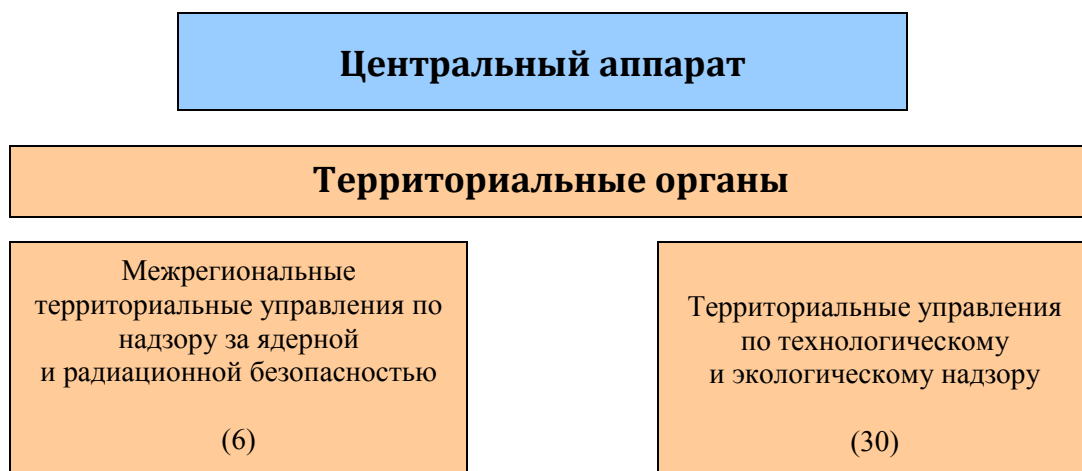 Центральный аппарат
Территориальные органы
Межрегиональные
территориальные управления по
надзору за ядерной
и радиационной безопасностью
(6)
Территориальные управления
по технологическому
и экологическому надзору
(30)